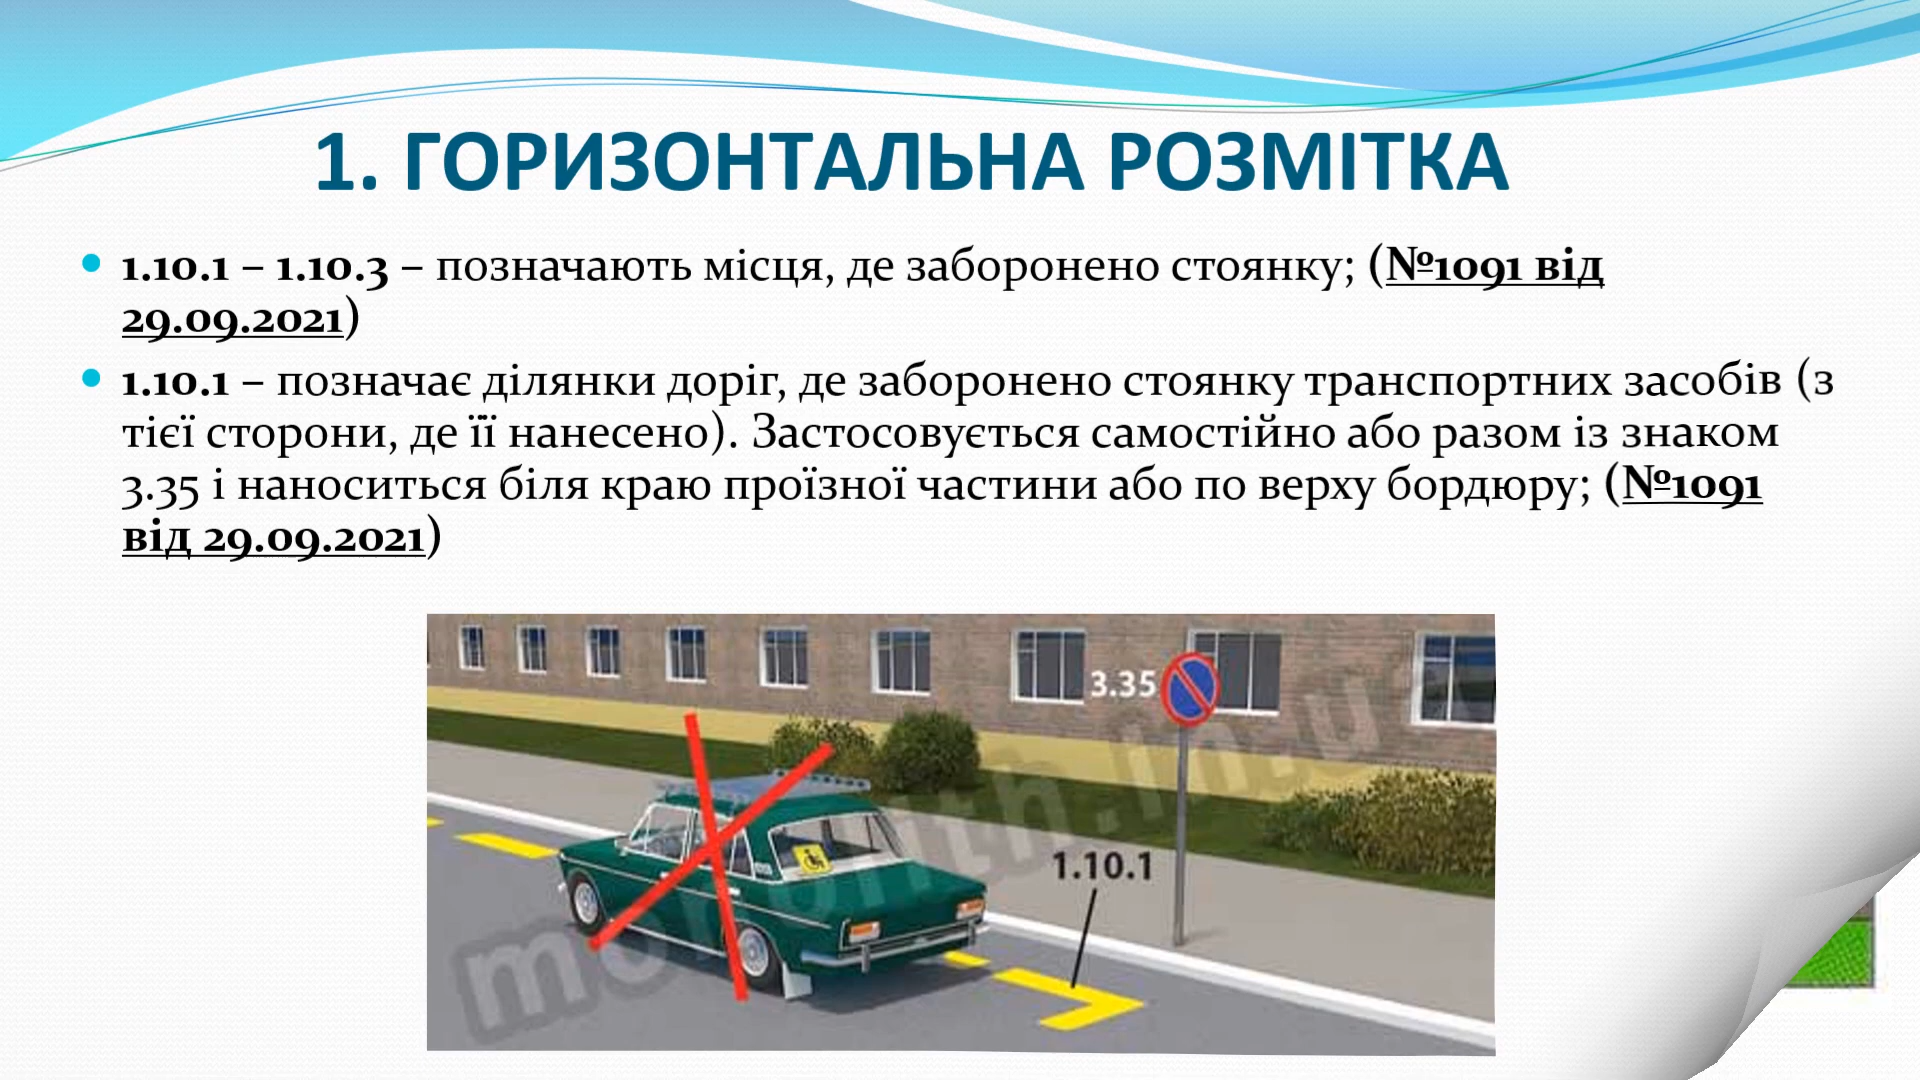 1. ГОРИЗОНТАЛЬНА РОЗМІТКА
1.10.1 – 1.10.3 – позначають місця, де заборонено стоянку; (№1091 від
29.09.2021)
1.10.1 – позначає ділянки доріг, де заборонено стоянку транспортних засобів (з
тієї сторони, де її нанесено). Застосовується самостійно або разом із знаком
3.35 і наноситься біля краю проїзної частини або по верху бордюру; (№1091
від 29.09.2021)
3.35
1.10.1
monolith.in.u